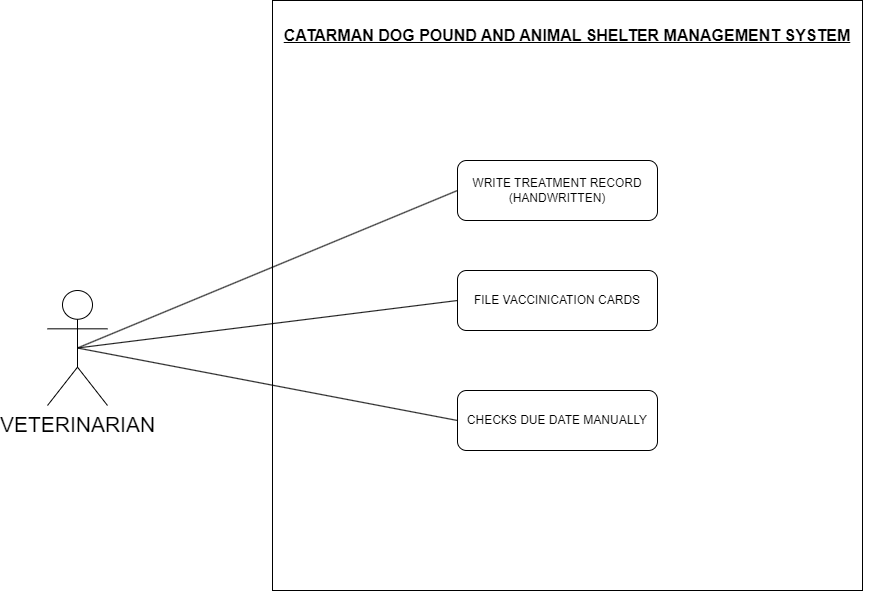 CATARMAN DOG POUND AND ANIMAL SHELTER MANAGEMENT SYSTEM
WRITE TREATMENT RECORD
(HANDWRITTEN)
FILE VACCINICATION CARDS
CHECKS DUE DATE MANUALLY
VETERINARIAN